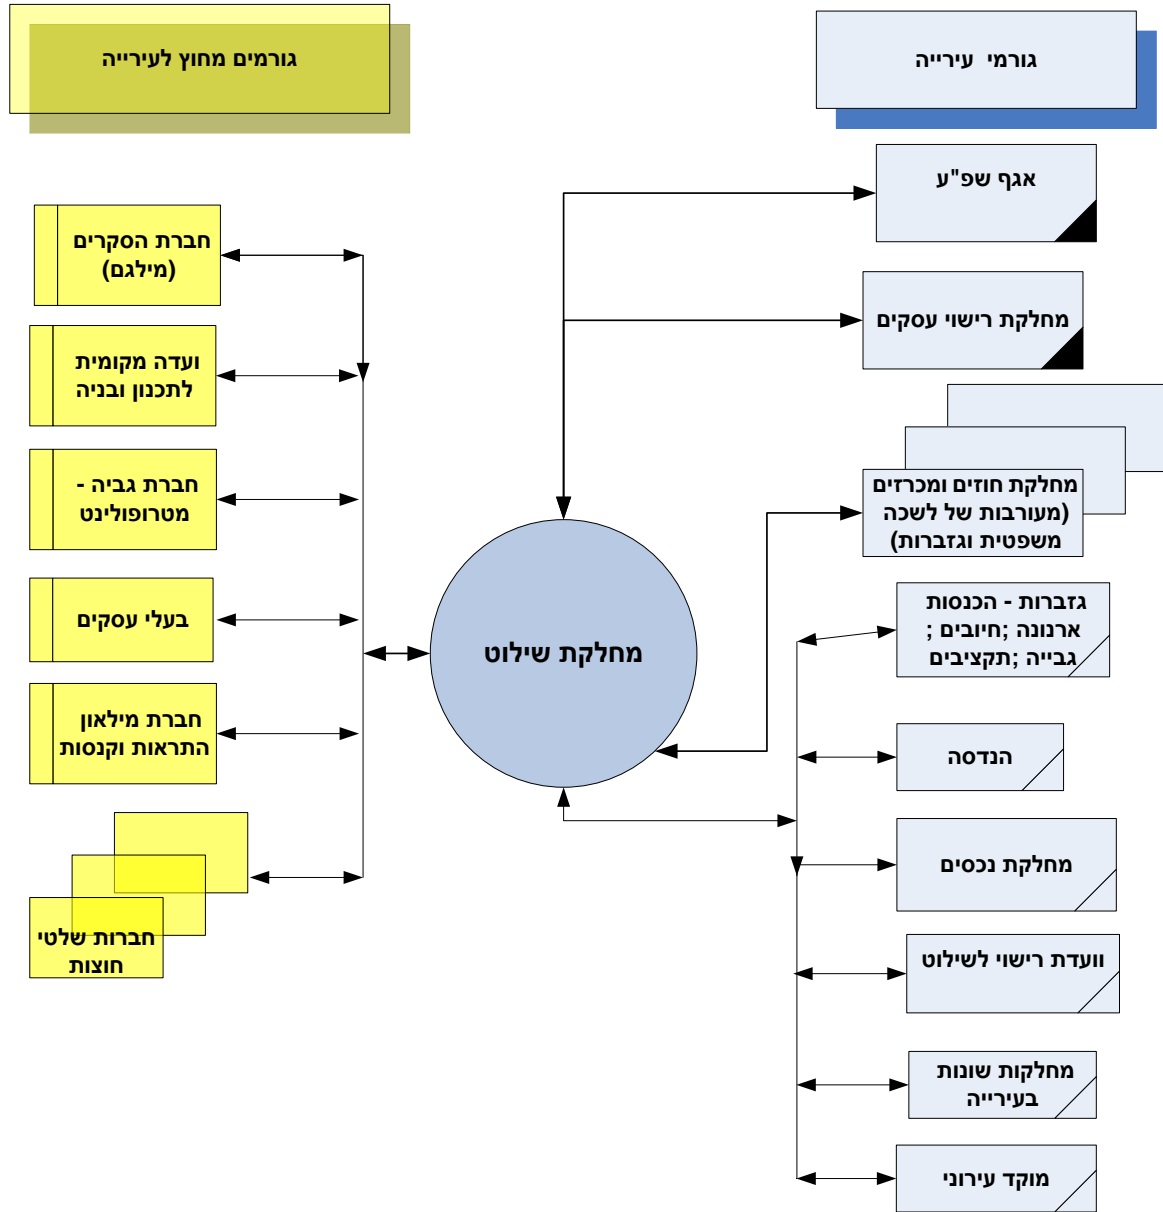 גורמי עירייה
גורמים מחוץ לעירייה
אגף שפ"ע
מחלקת רישוי עסקים
מחלקת חוזים ומכרזים
(מעורבות של לשכה
משפטית וגזברות)
גזברות - הכנסות
ארנונה ;חיובים ;
גבייה ;תקציבים
הנדסה
מחלקת נכסים
וועדת רישוי לשילוט
מחלקות שונות
בעירייה
מוקד עירוני
מחלקת שילוט
חברת הסקרים
(מילגם)
ועדה מקומית
לתכנון ובניה
חברת גביה -
מטרופולינט
בעלי עסקים
חברת מילאון
התראות וקנסות
חברות שלטי
חוצות